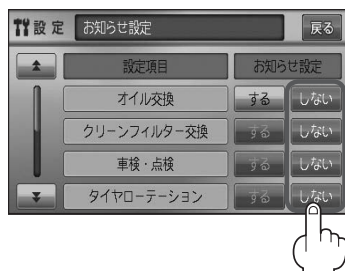 設定 お知らせ設定 戻る
設定項目 お知らせ設定
オイル交換 する しない
クリーンフィルター交換 する しない
車検・点検 する しない
タイヤローテーション する しない